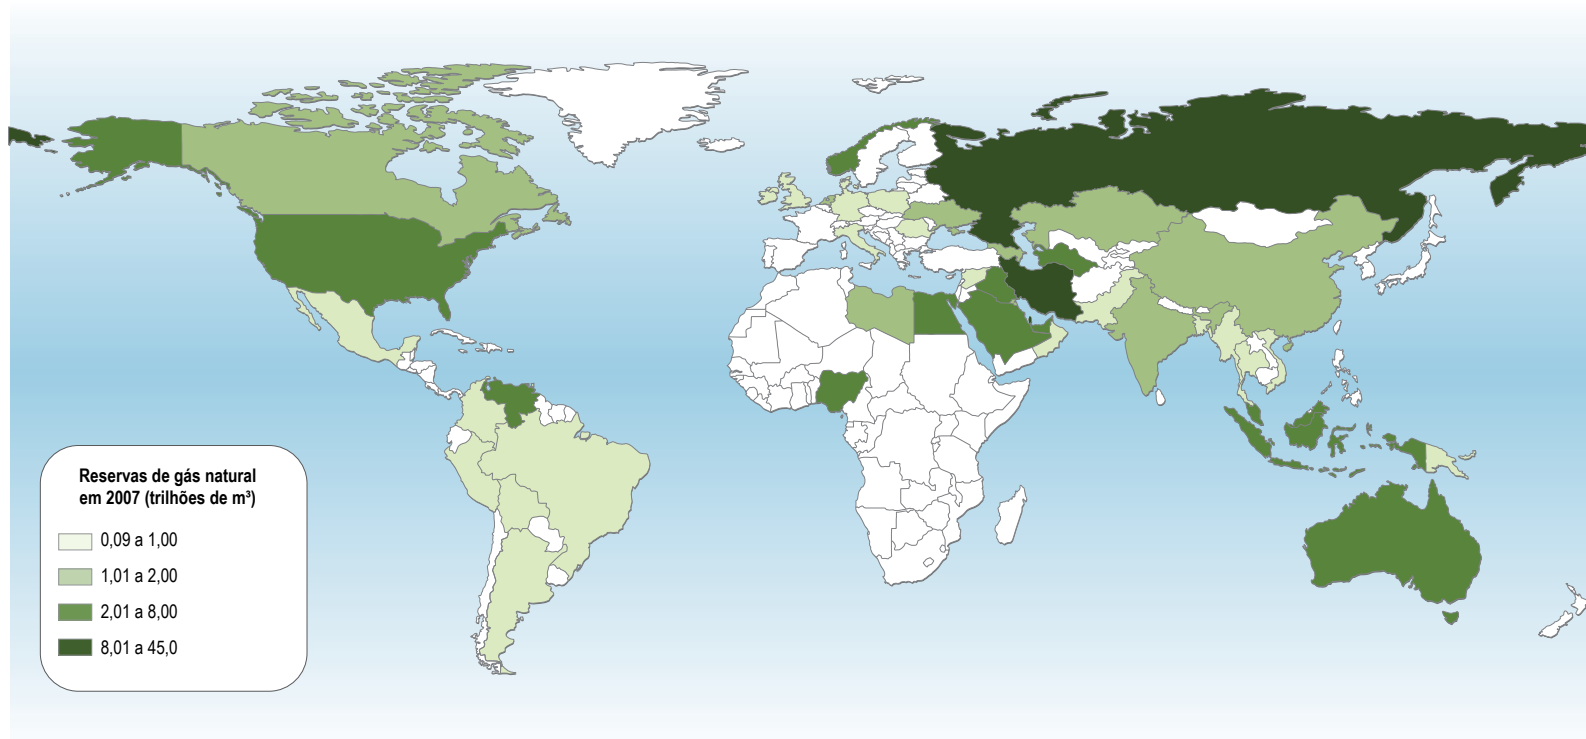 Reservas de gás natural
em 2007 (trilhões de m³)
0,09 a 1,00
1,01 a 2,00
2,01 a 8,00
8,01 a 45,0